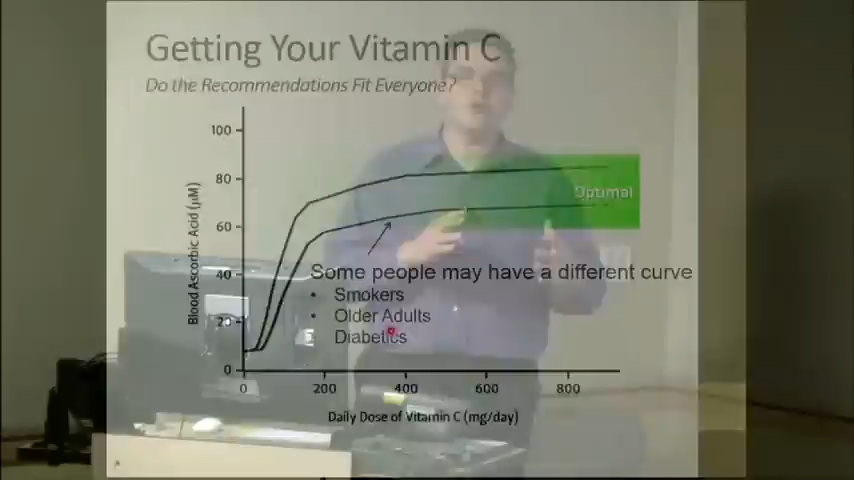 Getting Your Vitamin C
Do the Recommendations Fit Everyone?
100
80
60
40
20
0
Blood Ascorbic Acid (μM)
Optimal
Some people may have a different curve
• Smokers
• Older Adults
Diabetics
0 200 400 600 800
Daily Dose of Vitamin C (mg/day)